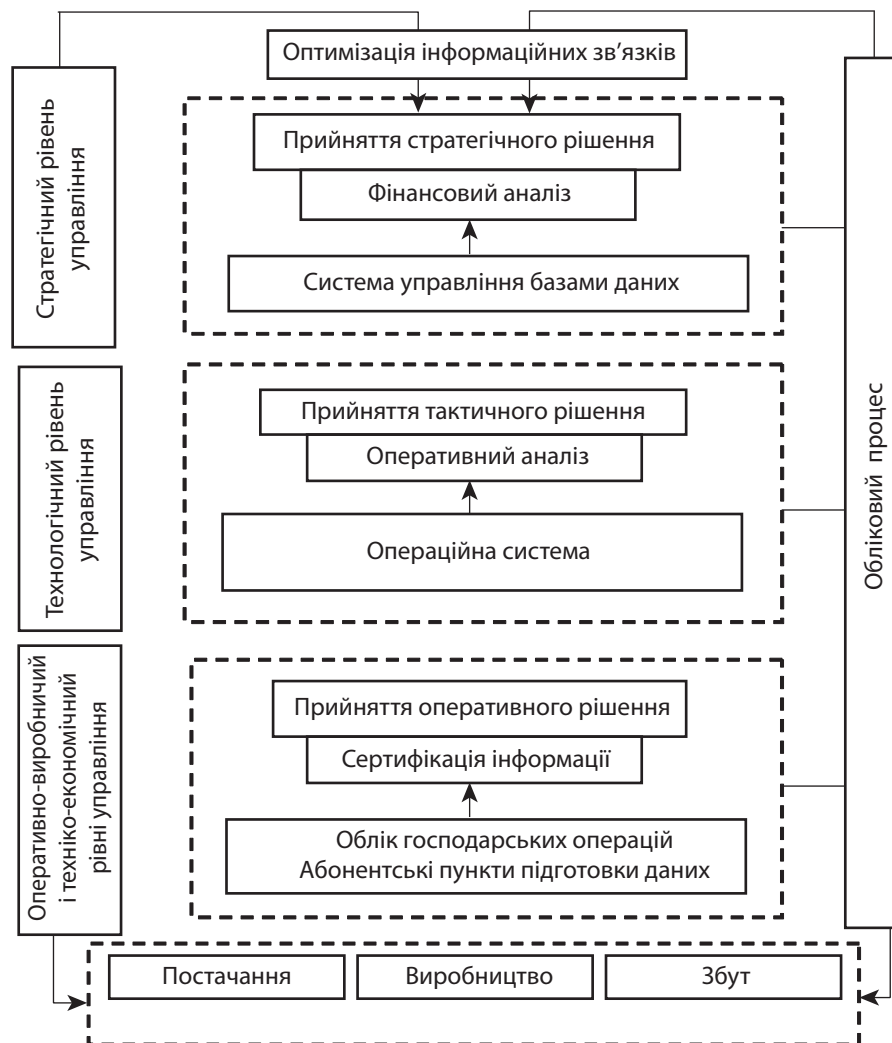 Оптимізація інформаційних зв’язків
Стратегічний рівень
управління
Прийняття стратегічного рішення
Фінансовий аналіз
Система управління базами даних
Технологічний рівень
управління
Прийняття тактичного рішення
Оперативний аналіз
Операційна система
Обліковий процес
Оперативно-виробничий
і техніко-економічний
рівні управління
Прийняття оперативного рішення
Сертифікація інформації
Облік господарських операцій
Абонентські пункти підготовки даних
Постачання
Виробництво
Збут